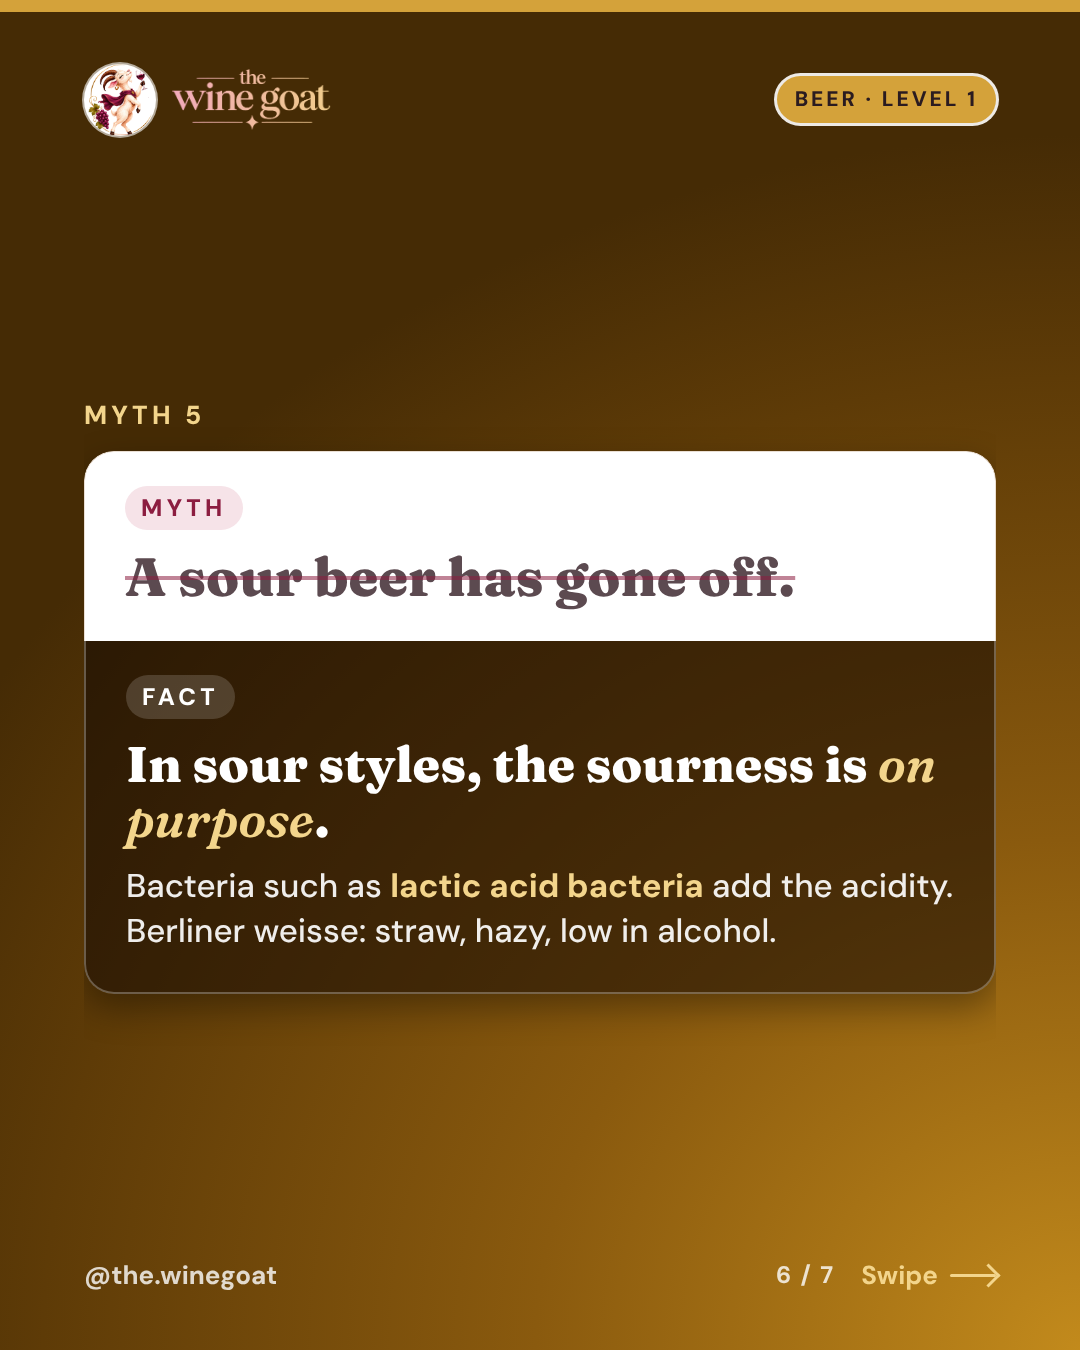 the
wine goat
BEER · LEVEL 1
MYTH 5
MYTH
A sour beer has gone off.
FACT
In sour styles, the sourness is on
purpose.
Bacteria such as lactic acid bacteria add the acidity.
Berliner weisse: straw, hazy, low in alcohol.
@the.winegoat
6 / 7 Swipe